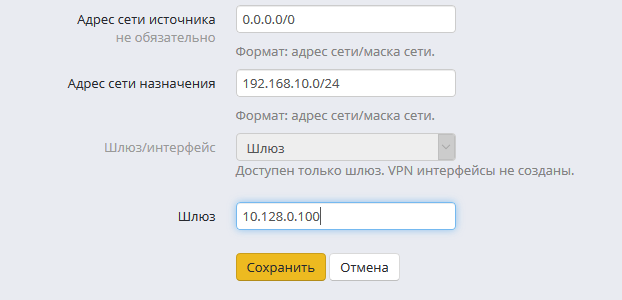 Адрес сети источника 0.0.0.0/0
не обязательно
Формат: адрес сети/маска сети.
Адрес сети назначения 192.168.10.0/24
Формат: адрес сети/маска сети.
Шлюз/интерфейс Шлюз
Доступен только шлюз. VPN интерфейсы не созданы.
Шлюз 10.128.0.100
Сохранить Отмена